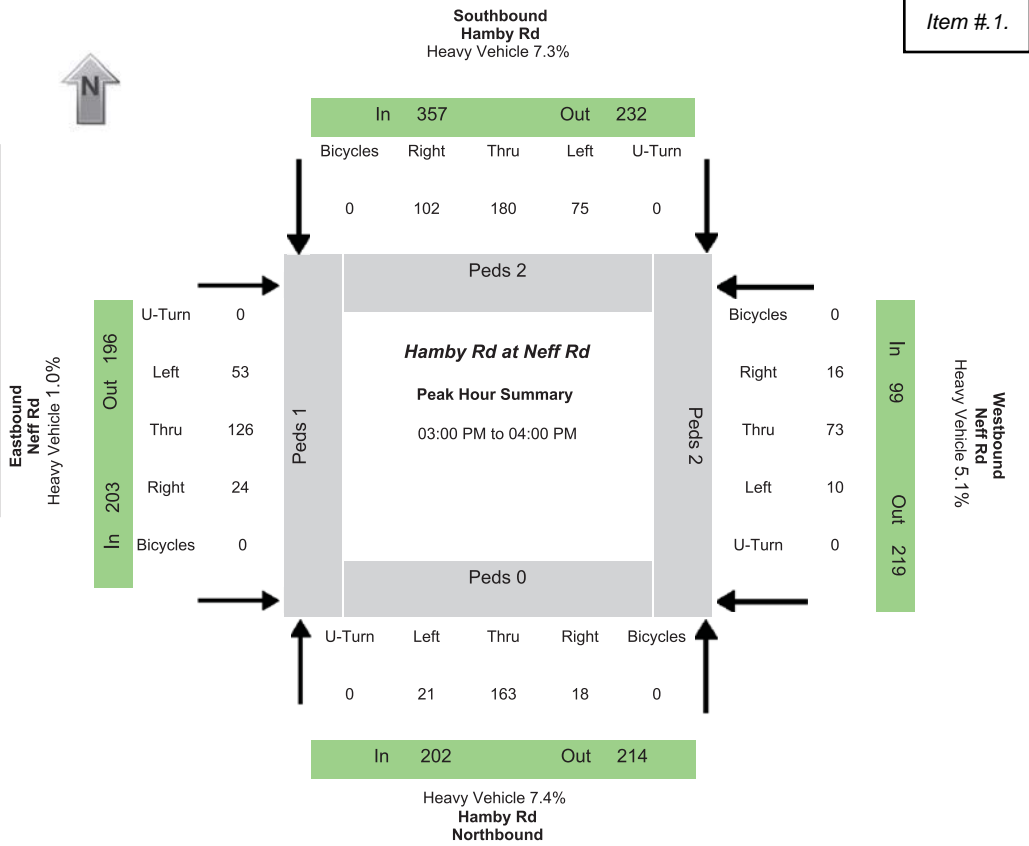 Item #.1.
Southbound
Hamby Rd
Heavy Vehicle 7.3%
N
In 357 Out 232
Bicycles Right Thru Left U-Turn
0 102 180 75 0
Peds 2
Eastbound
Neff Rd
Heavy Vehicle 1.0%
In 203 Out 196
U-Turn 0
Left 53
Thru 126
Right 24
Bicycles 0
Peds 1
Hamby Rd at Neff Rd
Peak Hour Summary
03:00 PM to 04:00 PM
Peds 2
Bicycles 0
Right 16
Thru 73
Left 10
U-Turn 0
In 99 Out 219
Westbound
Neff Rd
Heavy Vehicle 5.1%
Peds 0
U-Turn Left Thru Right Bicycles
0 21 163 18 0
In 202 Out 214
Heavy Vehicle 7.4%
Hamby Rd
Northbound